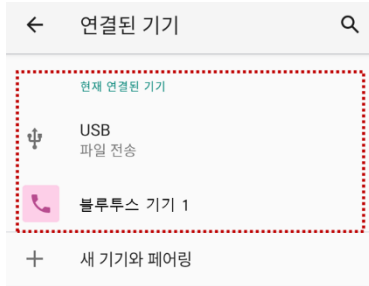 연결된 기기
현재 연결된 기기
USB
파일 전송
블루투스 기기 1
새 기기와 페어링